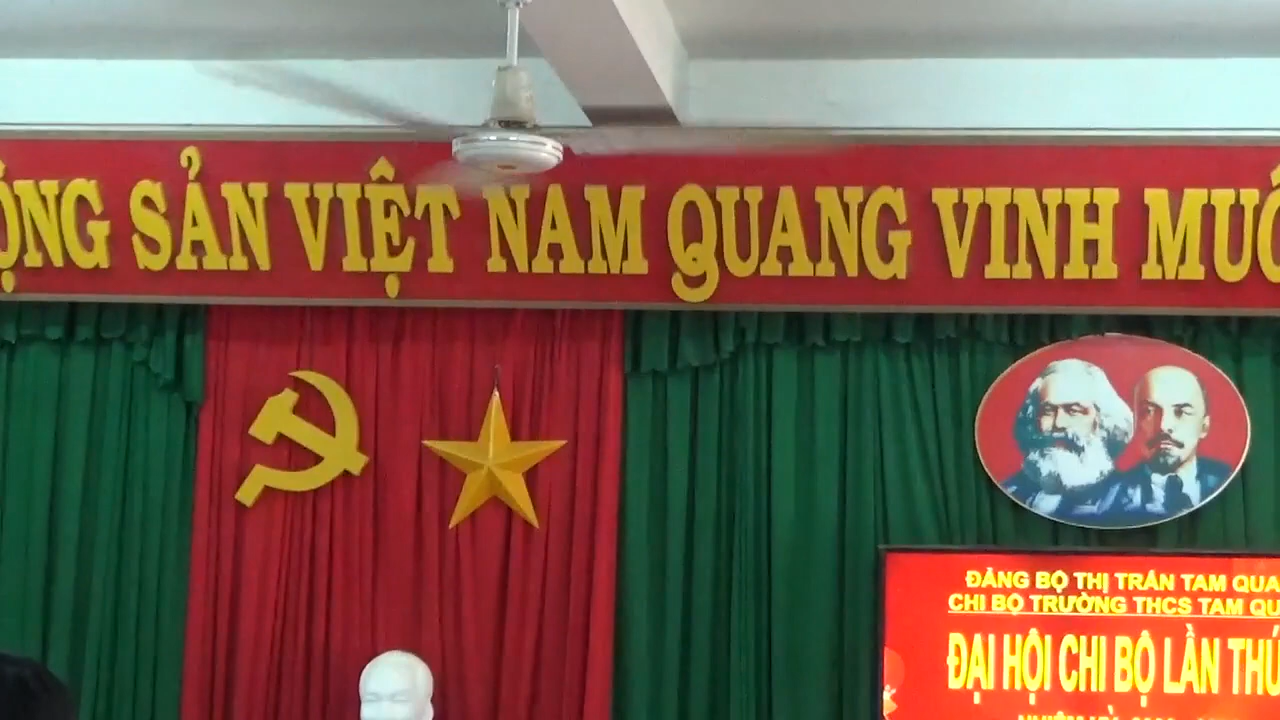 ỘNG SẢN VIỆT NAM QUANG VINH MUÔ
ĐẢNG BỘ THỊ TRẤN TAM QUA
CHI BỘ TRƯỜNG THCS TAM QU
ĐẠI HỘI CHI BỘ LẦN THỨ